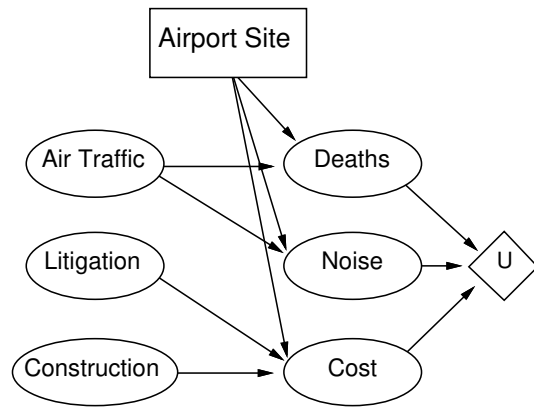 Airport Site
Air Traffic
Deaths
Litigation
Noise
U
Construction
Cost